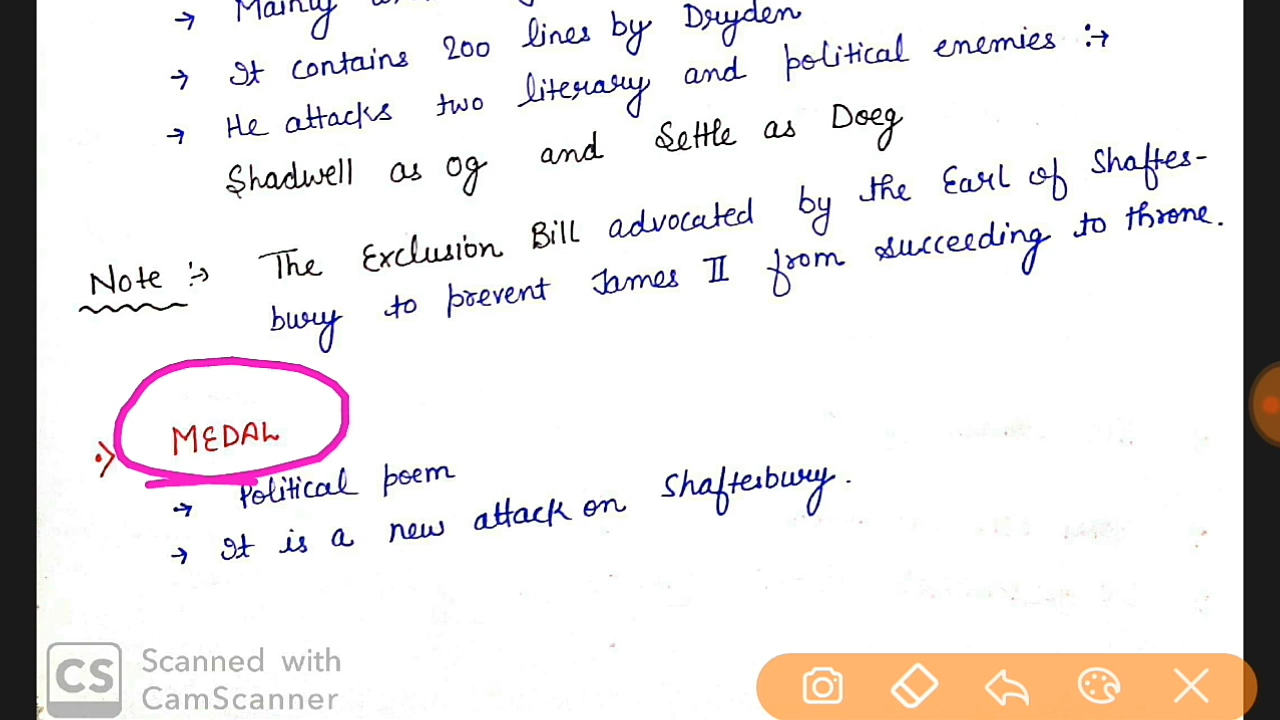 → Mainly
→ It contains 200 lines by Dryden
→ He attacks two literary and political enemies :→
Shadwell as og and Settle as Doeg
Note :→ The Exclusion Bill advocated by the Earl of Shaftes-
bury to prevent James II from succeeding to throne.
MEDAL
→ Political poem
→ It is a new attack on Shaftesbury.
CS Scanned with
CamScanner